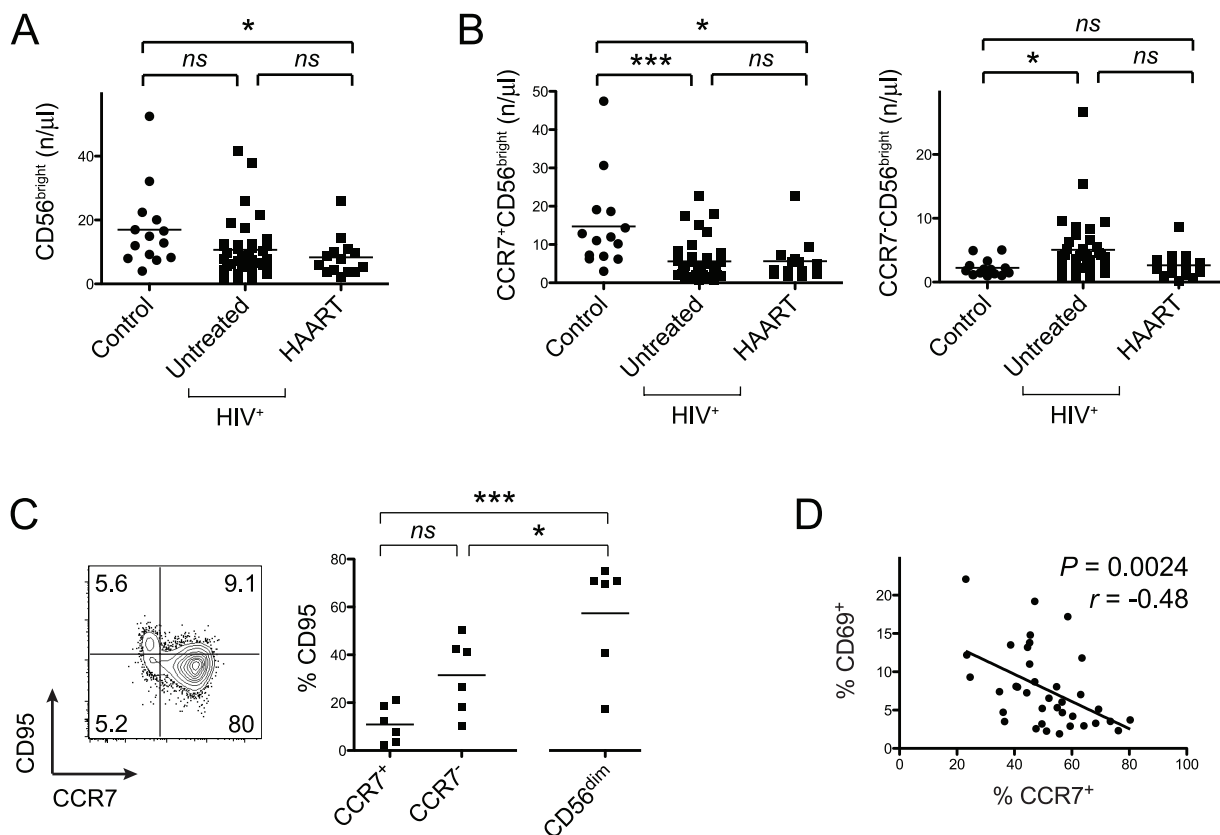 A
*
ns ns
CD56bright (n/μl)
40
20
0
Control
Untreated
HAART
HIV+
B
*
*** ns
CCR7+CD56bright (n/μl)
50
40
30
20
10
0
Control
Untreated
HAART
HIV+
ns
* ns
CCR7-CD56bright (n/μl)
20
10
0
Control
Untreated
HAART
HIV+
C
5.6 9.1
5.2 80
CD95
CCR7
***
ns *
% CD95
80
60
40
20
0
CCR7+
CCR7-
CD56dim
D
P = 0.0024
r = -0.48
% CD69+
20
15
10
5
0
0 20 40 60 80 100
% CCR7+